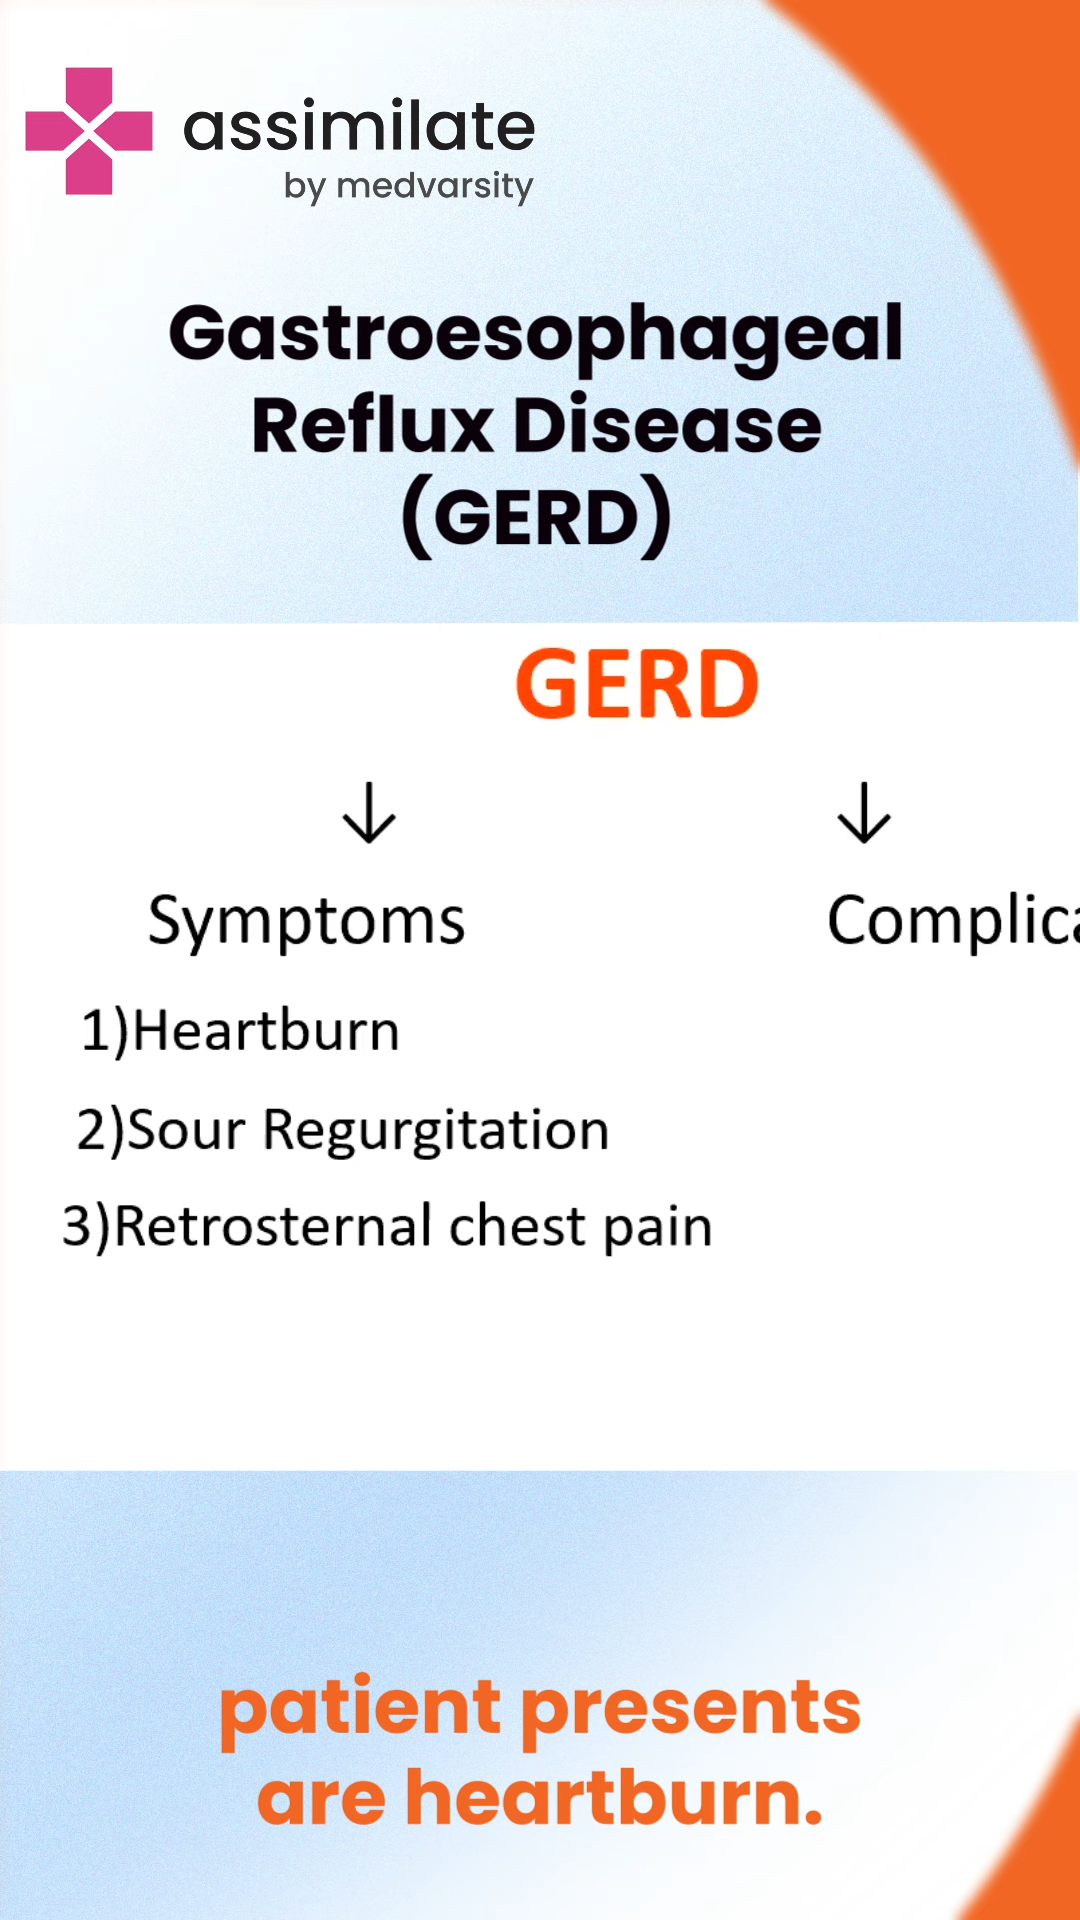 assimilate
by medvarsity
Gastroesophageal
Reflux Disease
(GERD)
GERD
↓ ↓
Symptoms Complica
1)Heartburn
2)Sour Regurgitation
3)Retrosternal chest pain
patient presents
are heartburn.